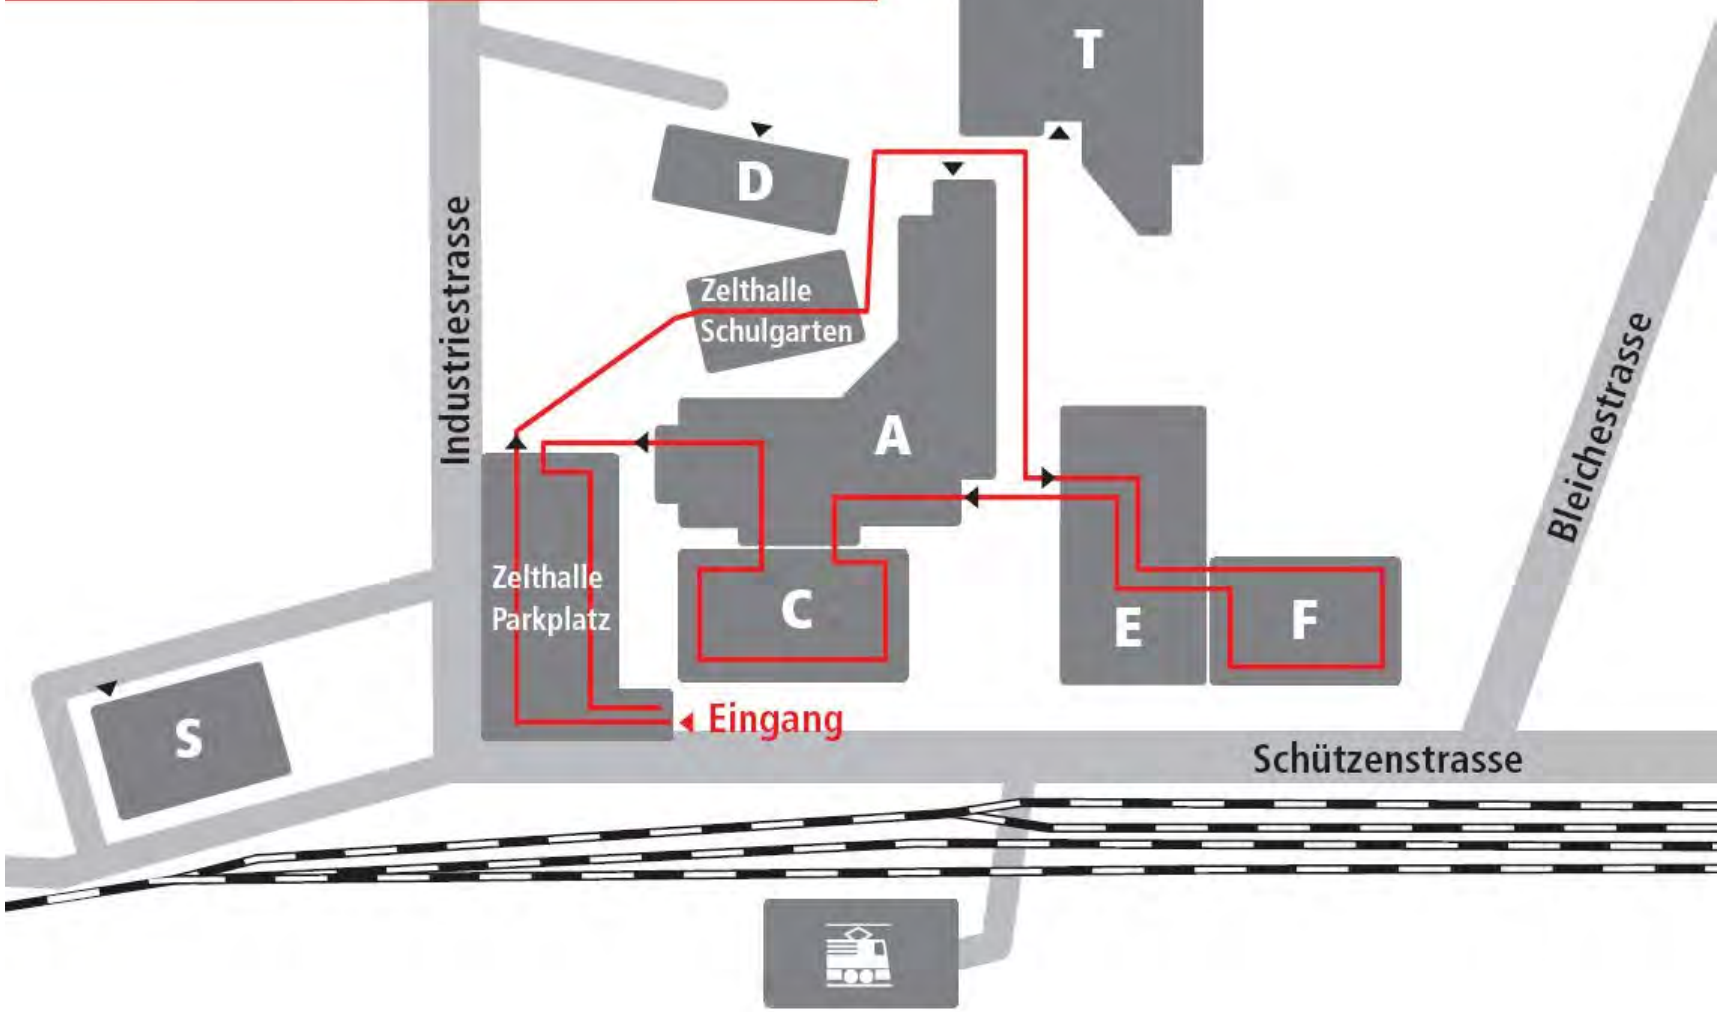 T
D
Industriestrasse
Zelthalle
Schulgarten
Bleichestrasse
A
Zelthalle
Parkplatz
C
E
F
S
Eingang
Schützenstrasse